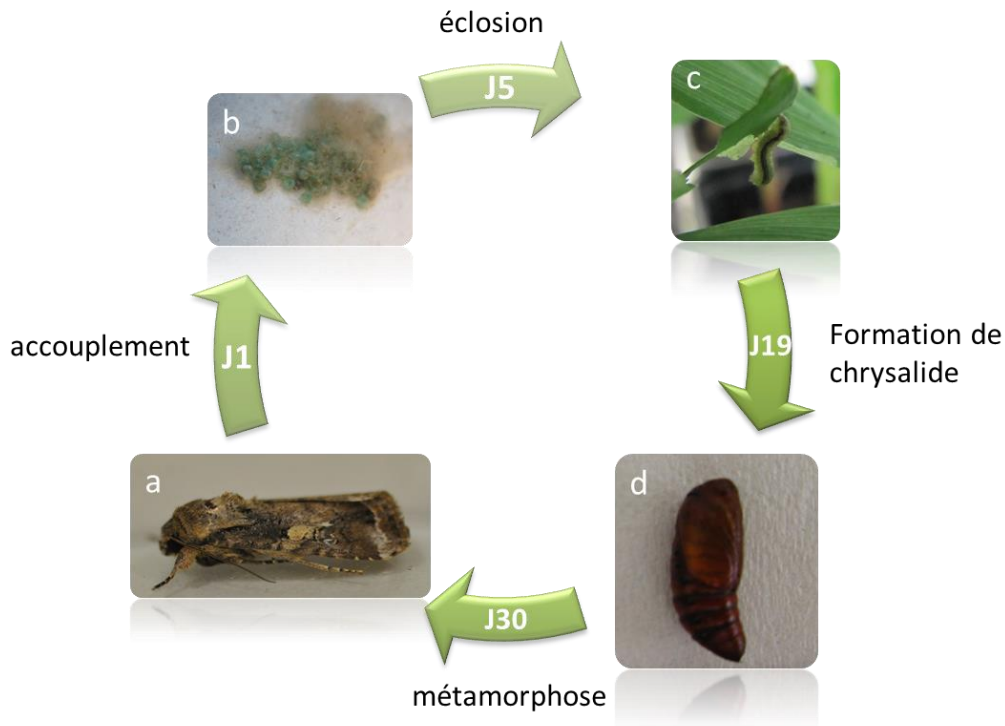 éclosion
J5
b
c
accouplement
J1
J19
Formation de
chrysalide
a
d
J30
métamorphose